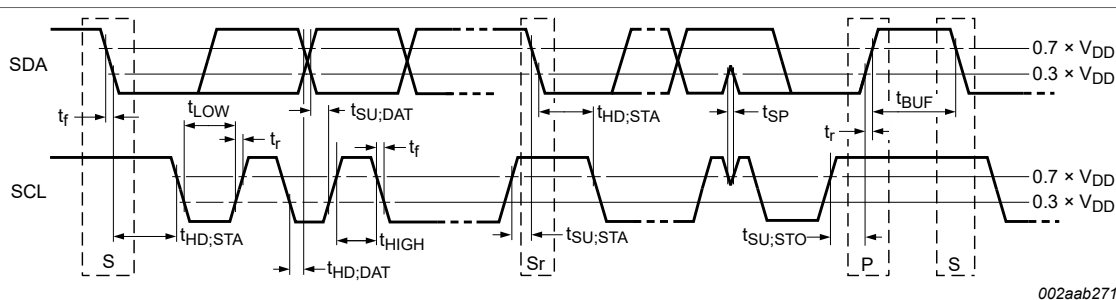 SDA
0.7 × VDD
0.3 × VDD
tf
tLOW
tr
tSU;DAT
tf
tHD;STA
tSP
tr
tBUF
SCL
0.7 × VDD
0.3 × VDD
tHD;STA
tHD;DAT
tHIGH
tSU;STA
tSU;STO
S
Sr
P
S
002aab271